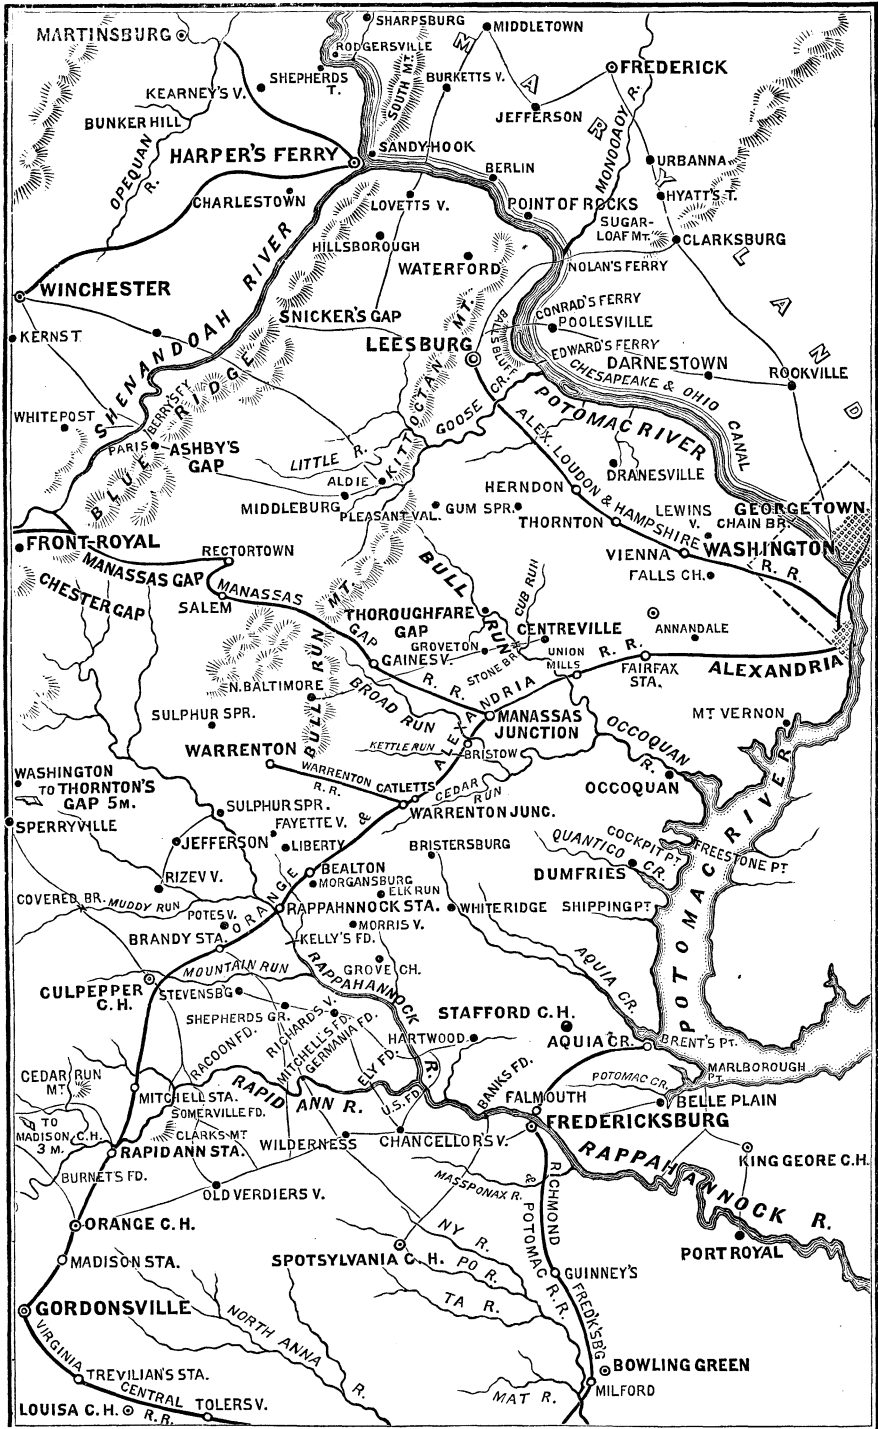 MARTINSBURG
SHARPSBURG
MIDDLETOWN
RODGERSVILLE
FREDERICK
SHEPHERDS
T.
KEARNEY'S V.
SOUTH MT.
BURKETTS V.
MARYLAND
JEFFERSON
BUNKER HILL
OPEQUAN
R.
MONOOAOY R.
SANDY-HOOK
HARPER'S FERRY
BERLIN
URBANNA
CHARLESTOWN
LOVETTS V.
POINT OF ROCKS
HYATT'S T.
SUGAR-
LOAF MT.
CLARKSBURG
HILLSBOROUGH
WATERFORD
NOLAN'S FERRY
WINCHESTER
SHENANDOAH RIVER
SNICKER'S GAP
CONRAD'S FERRY
POOLESVILLE
KERNS T.
LEESBURG
BALLS BLUFF
EDWARD'S FERRY
DARNESTOWN
ROOKVILLE
CHESAPEAKE & OHIO
CANAL
GOOSE CR.
KITTOCTAN MT.
POTOMAC RIVER
WHITEPOST
BERRYS FY
BLUE RIDGE
PARIS
ASHBY'S
GAP
LITTLE R.
ALDIE
MIDDLEBURG
PLEASANT VAL.
GUM SPR.
ALEX. LOUDON & HAMPSHIRE
R. R.
DRANESVILLE
HERNDON
THORNTON
LEWINS
V.
GEORGETOWN
CHAIN BR.
VIENNA
WASHINGTON
FALLS CH.
FRONT-ROYAL
RECTORTOWN
MANASSAS GAP
CHESTER GAP
SALEM
MANASSAS
GAP
R. R.
BULL
RUN
CUB RUN
BULL RUN MT.
THOROUGHFARE
GAP
CENTREVILLE
ANNANDALE
GROVETON
STONE BR.
UNION
MILLS
R. R.
FAIRFAX
STA.
ALEXANDRIA
GAINESV.
N. BALTIMORE
BROAD RUN
SULPHUR SPR.
MANASSAS
JUNCTION
MT VERNON
KETTLE RUN
BRISTOW
WARRENTON
WARRENTON
R. R.
CATLETTS
CEDAR
RUN
OCCOQUAN
R.
OCCOQUAN
WASHINGTON
TO THORNTON'S
GAP 5 M.
SPERRYVILLE
SULPHUR SPR.
WARRENTON JUNC.
FAYETTE V.
JEFFERSON
LIBERTY
BRISTERSBURG
COCKPIT PT
FREESTONE PT
QUANTICO CR.
DUMFRIES
BEALTON
MORGANSBURG
ELK RUN
RIZEV V.
COVERED BR.
MUDDY RUN
POTES V.
ORANGE & ALEXANDRIA
RAPPAHNNOCK STA.
WHITERIDGE
SHIPPING PT
POTOMAC RIVER
BRANDY STA.
MORRIS V.
KELLY'S FD.
AQUIA CR.
MOUNTAIN RUN
GROVE CH.
CULPEPPER
C. H.
STEVENSBG
RAPPAHANNOCK
R.
SHEPHERDS GR.
RICHARDS V.
MITCHELL'S FD.
GERMANIA FD.
STAFFORD C. H.
HARTWOOD
AQUIA CR.
BRENT'S PT.
RACOON FD.
ELY FD.
U.S. FD.
BANKS FD.
POTOMAC CR.
MARLBOROUGH
PT.
CEDAR RUN
MT
MITCHELL STA.
SOMERVILLE FD.
RAPID ANN R.
FALMOUTH
BELLE PLAIN
FREDERICKSBURG
TO
MADISON C. H.
3 M.
CLARKS MT
RAPID ANN STA.
WILDERNESS
CHANCELLORS V.
RAPPAHANNOCK R.
KING GEORE C. H.
BURNET'S FD.
OLD VERDIERS V.
MASSPONAX R.
RICHMOND
& POTOMAC R. R.
FRED'K'SB'G
ORANGE C. H.
NY R.
SPOTSYLVANIA C. H.
PO R.
PORT ROYAL
MADISON STA.
GUINNEY'S
TA R.
GORDONSVILLE
NORTH ANNA
R.
VIRGINIA
CENTRAL
R. R.
TREVILIAN'S STA.
BOWLING GREEN
MAT R.
MILFORD
LOUISA C. H.
TOLERS V.